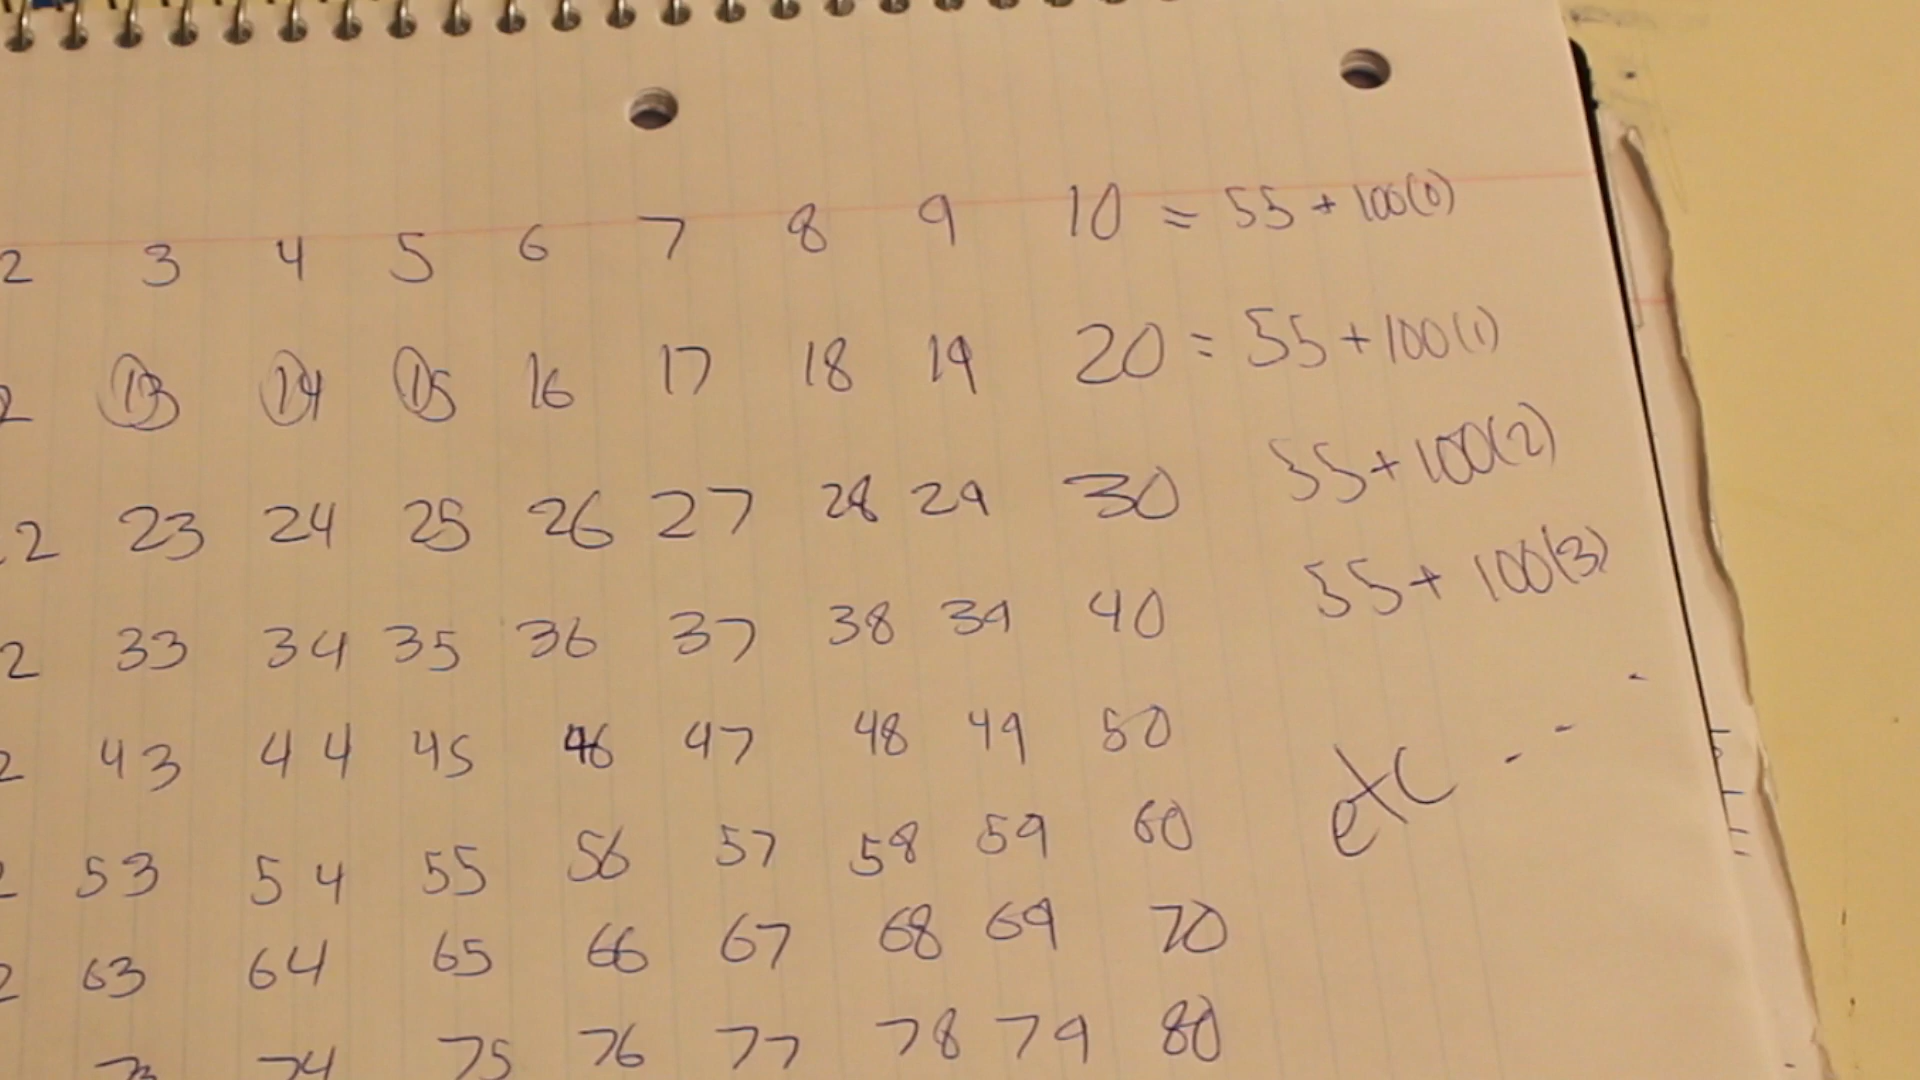 2 3 4 5 6 7 8 9 10 = 55 + 100(0)
2 13 14 15 16 17 18 19 20 = 55 + 100(1)
22 23 24 25 26 27 28 29 30 55 + 100(2)
2 33 34 35 36 37 38 39 40 55 + 100(3)
2 43 44 45 46 47 48 49 50 etc - - -
2 53 54 55 56 57 58 59 60
2 63 64 65 66 67 68 69 70
73 74 75 76 77 78 79 80